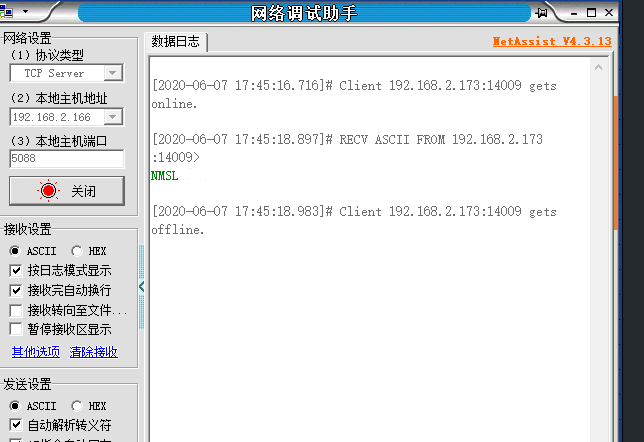 网络调试助手
网络设置
（1）协议类型
TCP Server
（2）本地主机地址
192.168.2.166
（3）本地主机端口
5088
关闭
接收设置
ASCII HEX
按日志模式显示
接收完自动换行
接收转向至文件...
暂停接收区显示
其他选项 清除接收
发送设置
ASCII HEX
自动解析转义符
数据日志
NetAssist V4.3.13
[2020-06-07 17:45:16.716]# Client 192.168.2.173:14009 gets
online.
[2020-06-07 17:45:18.897]# RECV ASCII FROM 192.168.2.173
:14009>
NMSL
[2020-06-07 17:45:18.983]# Client 192.168.2.173:14009 gets
offline.